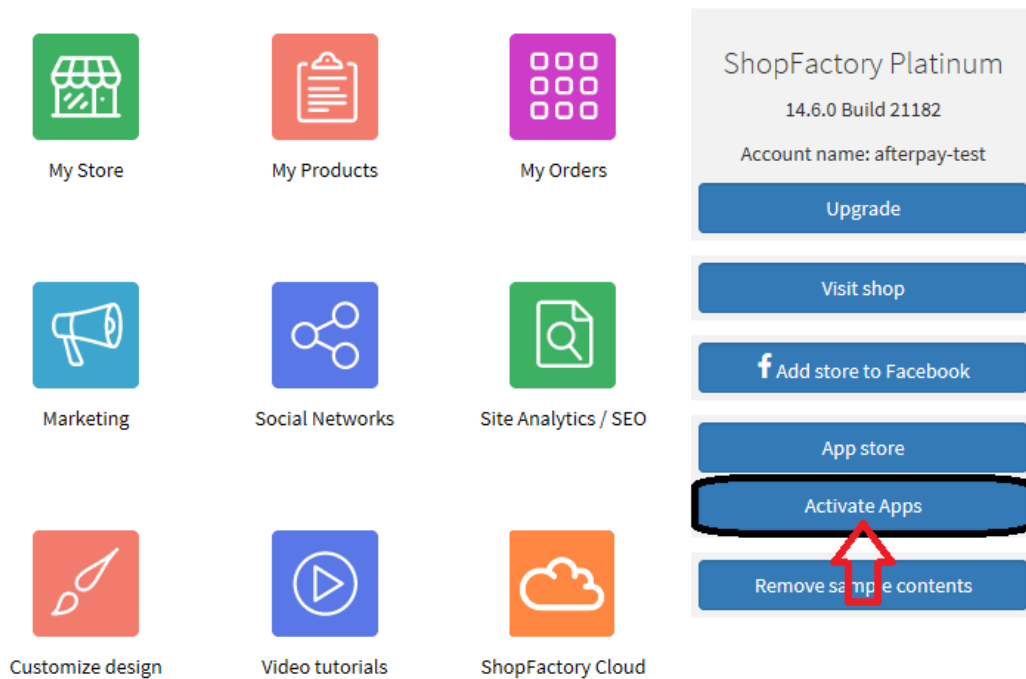 My Store
My Products
My Orders
Marketing
Social Networks
Site Analytics / SEO
Customize design
Video tutorials
ShopFactory Cloud
ShopFactory Platinum
14.6.0 Build 21182
Account name: afterpay-test
Upgrade
Visit shop
f Add store to Facebook
App store
Activate Apps
Remove sample contents